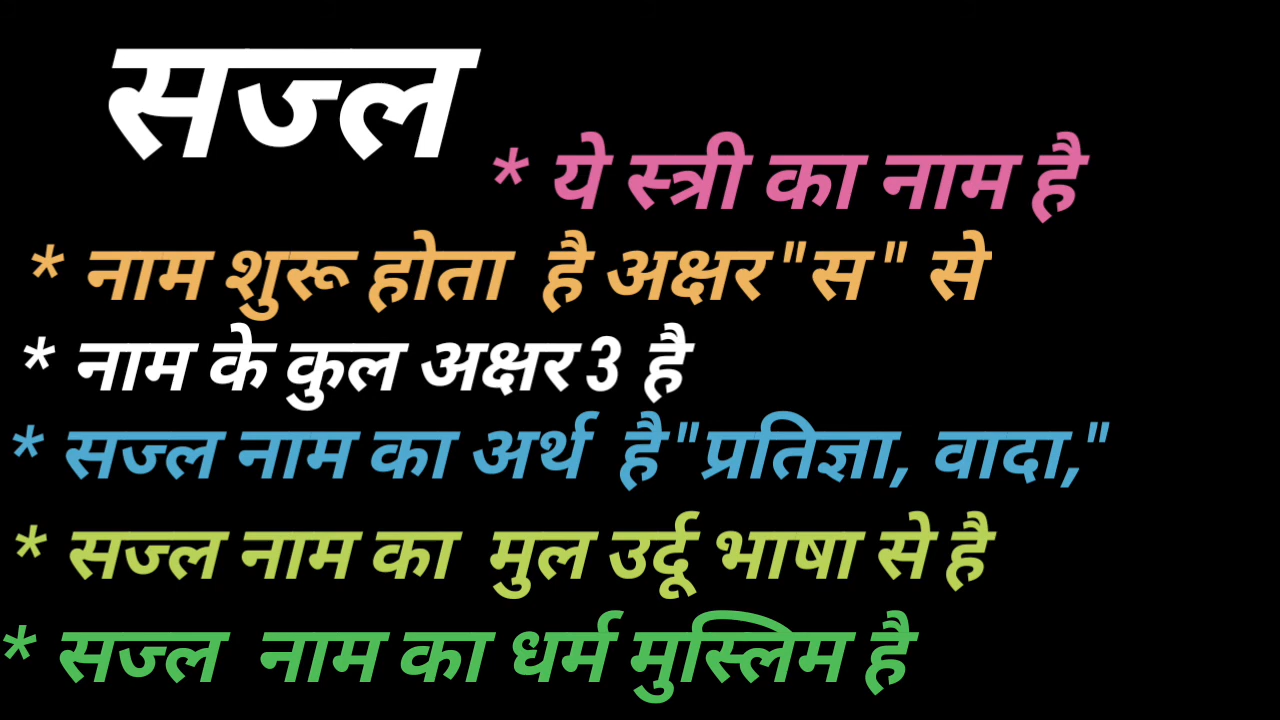 सज्ल
* ये स्त्री का नाम है
* नाम शुरू होता है अक्षर "स" से
* नाम के कुल अक्षर 3 है
* सज्ल नाम का अर्थ है "प्रतिज्ञा, वादा,"
* सज्ल नाम का मुल उर्दू भाषा से है
* सज्ल नाम का धर्म मुस्लिम है